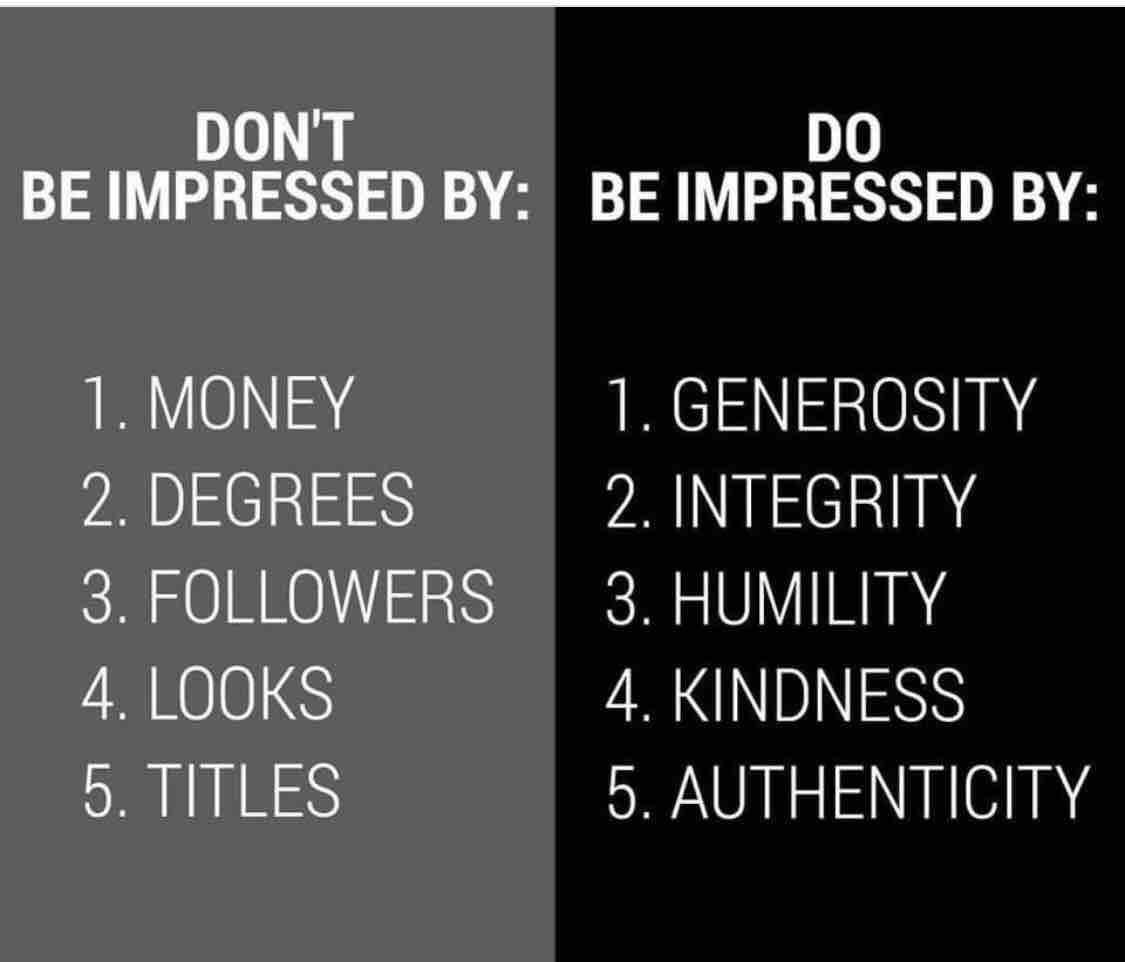 DON'T
BE IMPRESSED BY:
1. MONEY
2. DEGREES
3. FOLLOWERS
4. LOOKS
5. TITLES
DO
BE IMPRESSED BY:
1. GENEROSITY
2. INTEGRITY
3. HUMILITY
4. KINDNESS
5. AUTHENTICITY